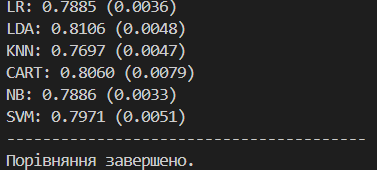 LR: 0.7885 (0.0036)
LDA: 0.8106 (0.0048)
KNN: 0.7697 (0.0047)
CART: 0.8060 (0.0079)
NB: 0.7886 (0.0033)
SVM: 0.7971 (0.0051)
----------------------------------------
Порівняння завершено.